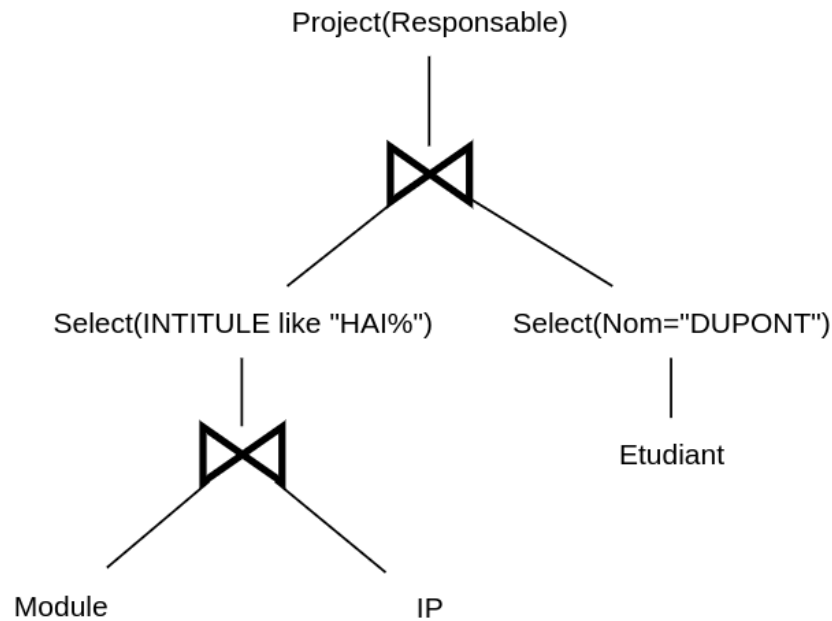 Project(Responsable)
Select(INTITULE like "HAI%")
Select(Nom="DUPONT")
Etudiant
Module
IP